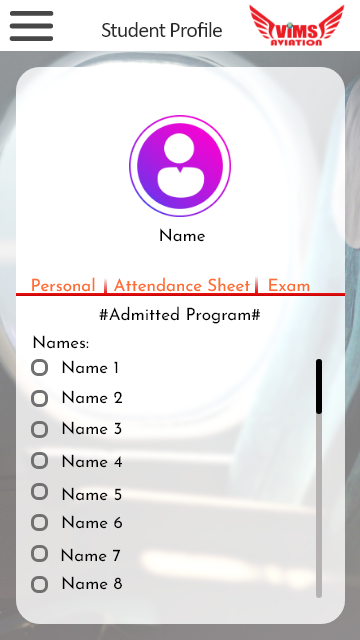 Student Profile
ViMS
AVIATION
Name
Personal Attendance Sheet Exam
#Admitted Program#
Names:
Name 1
Name 2
Name 3
Name 4
Name 5
Name 6
Name 7
Name 8